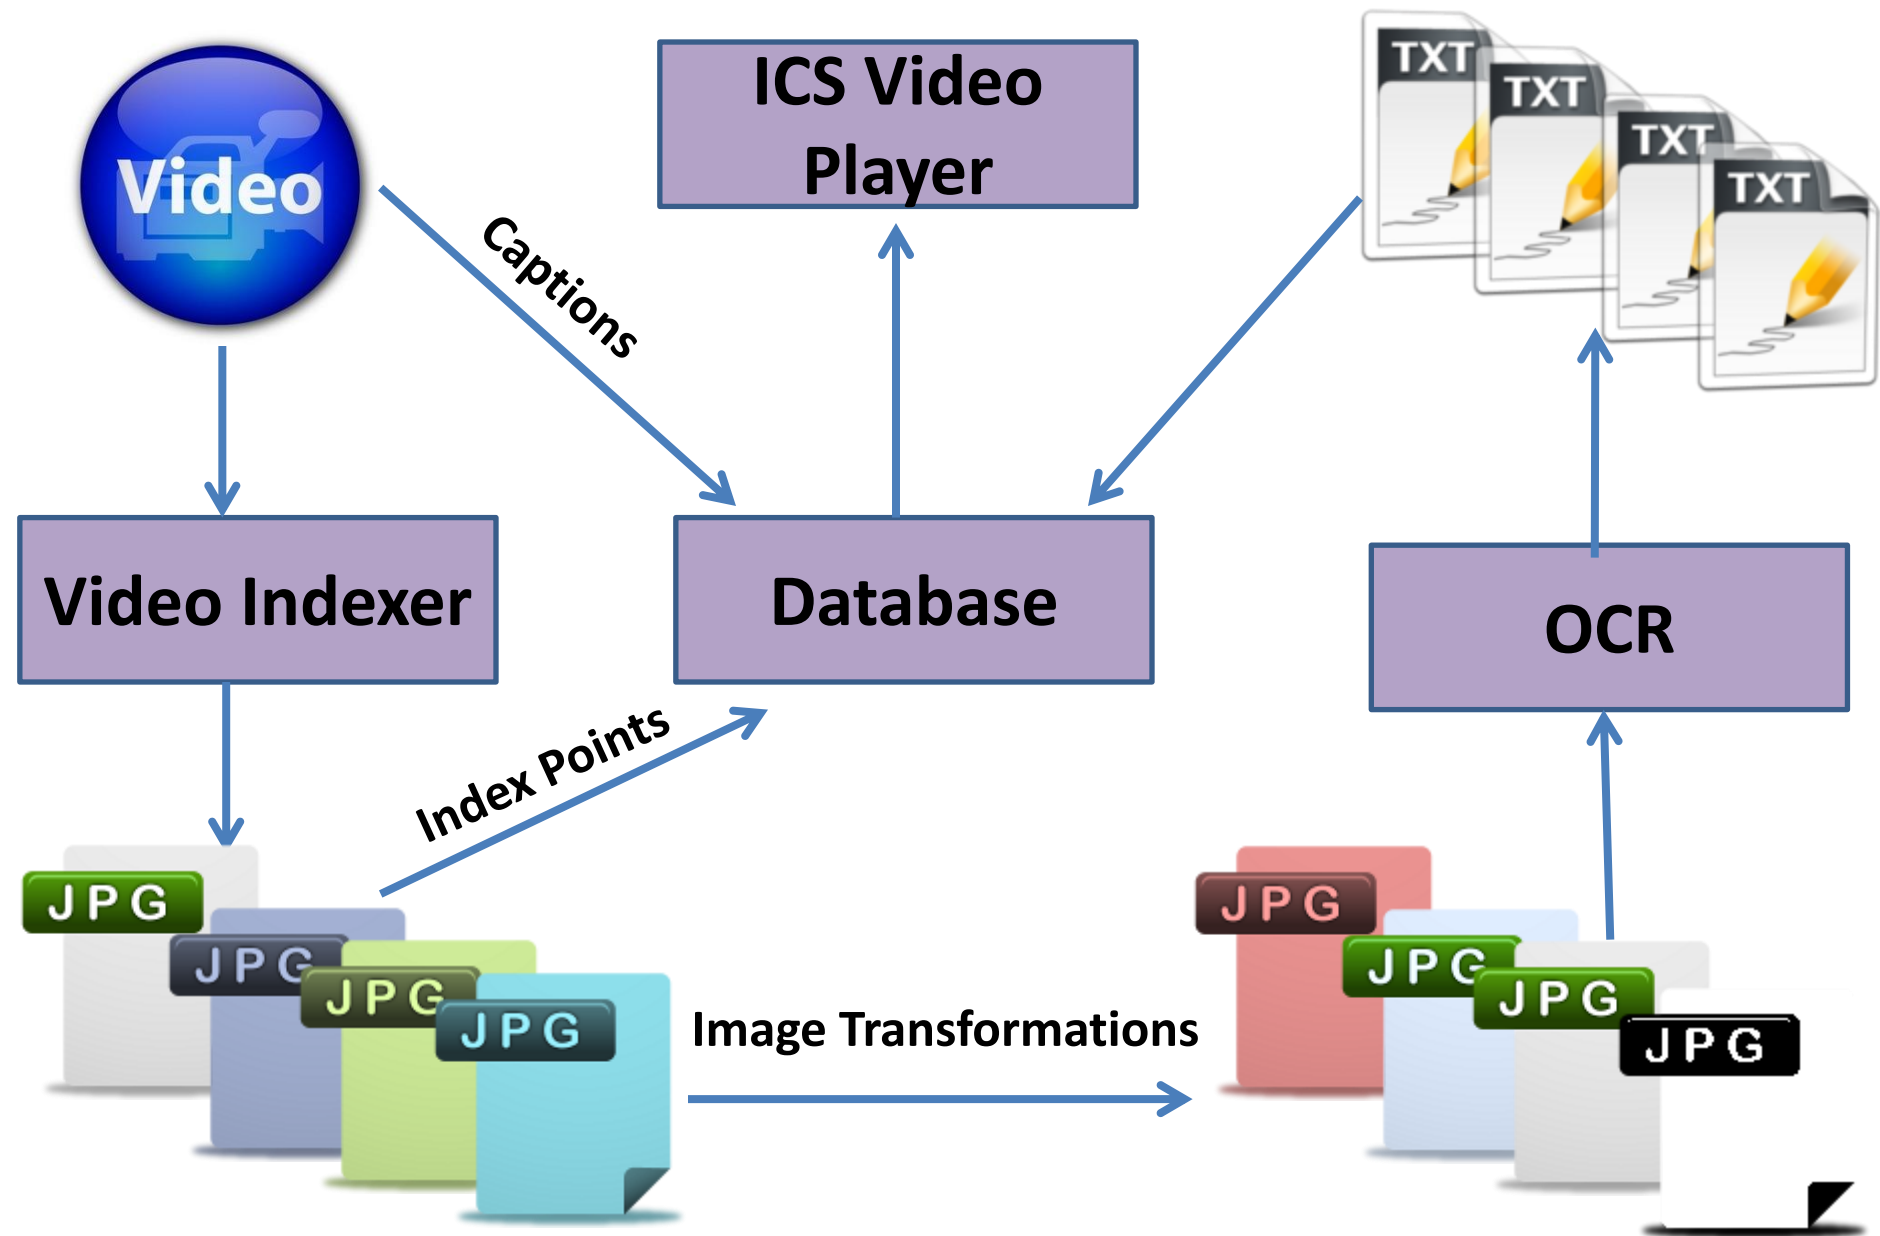 Video
ICS Video
Player
TXT
TXT
TXT
TXT
Captions
Video Indexer
Database
OCR
Index Points
JPG
JPG
JPG
JPG
Image Transformations
JPG
JPG
JPG
JPG